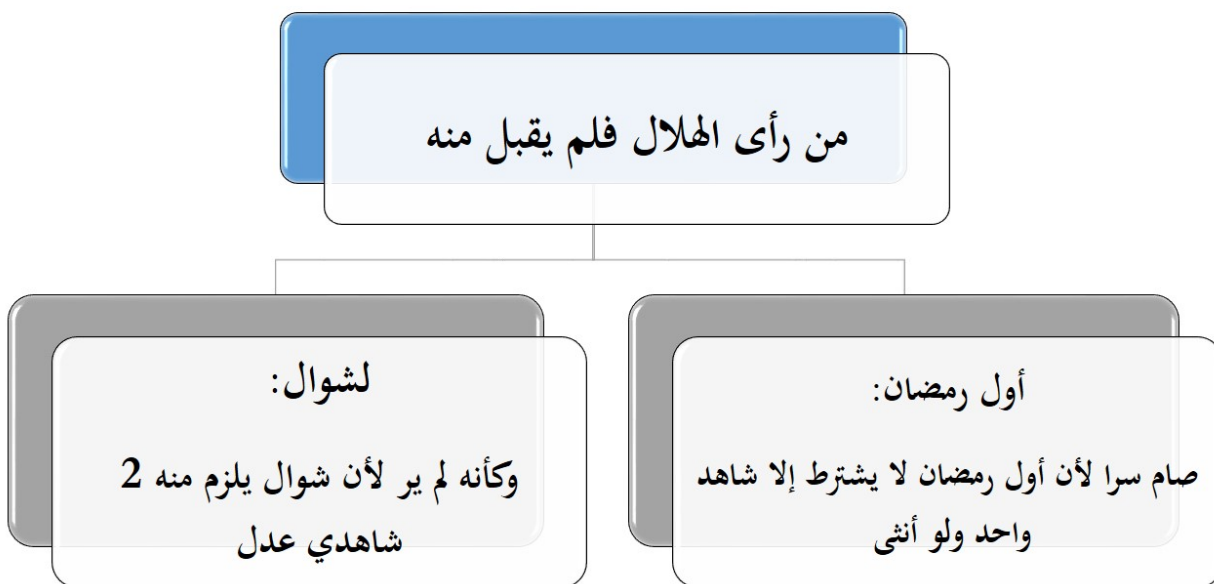 من رأى الهلال فلم يقبل منه
أول رمضان:
صام سرا لأن أول رمضان لا يشترط إلا شاهد
واحد ولو أنثى
لشوال:
وكأنه لم ير لأن شوال يلزم منه 2
شاهدي عدل